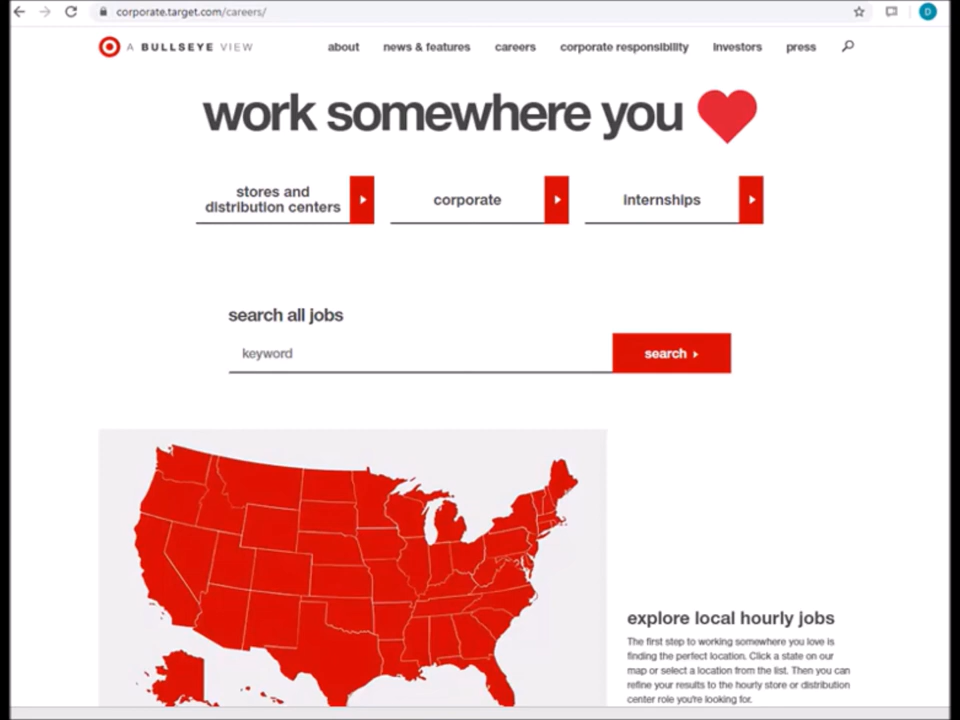 corporate.target.com/careers/
D
A BULLSEYE VIEW
about news & features careers corporate responsibility investors press
work somewhere you
stores and
distribution centers
corporate
internships
search all jobs
keyword
search
explore local hourly jobs
The first step to working somewhere you love is
finding the perfect location. Click a state on our
map or select a location from the list. Then you can
refine your results to the hourly store or distribution
center role you're looking for.